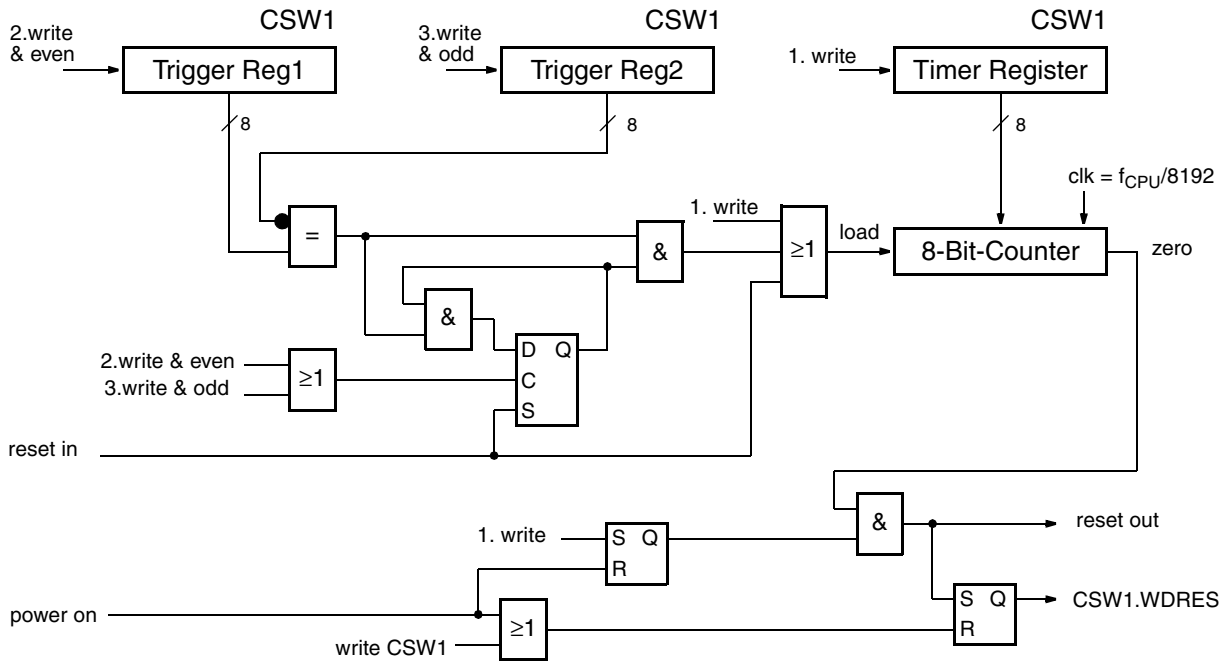 CSW1
CSW1
CSW1
2.write
& even
Trigger Reg1
3.write
& odd
Trigger Reg2
1. write
Timer Register
8
8
8
clk = fCPU/8192
=
1. write
&
≥1
load
8-Bit-Counter
zero
&
D Q
C
S
2.write & even
3.write & odd
≥1
reset in
1. write
S Q
R
&
reset out
power on
write CSW1
≥1
S Q
R
CSW1.WDRES